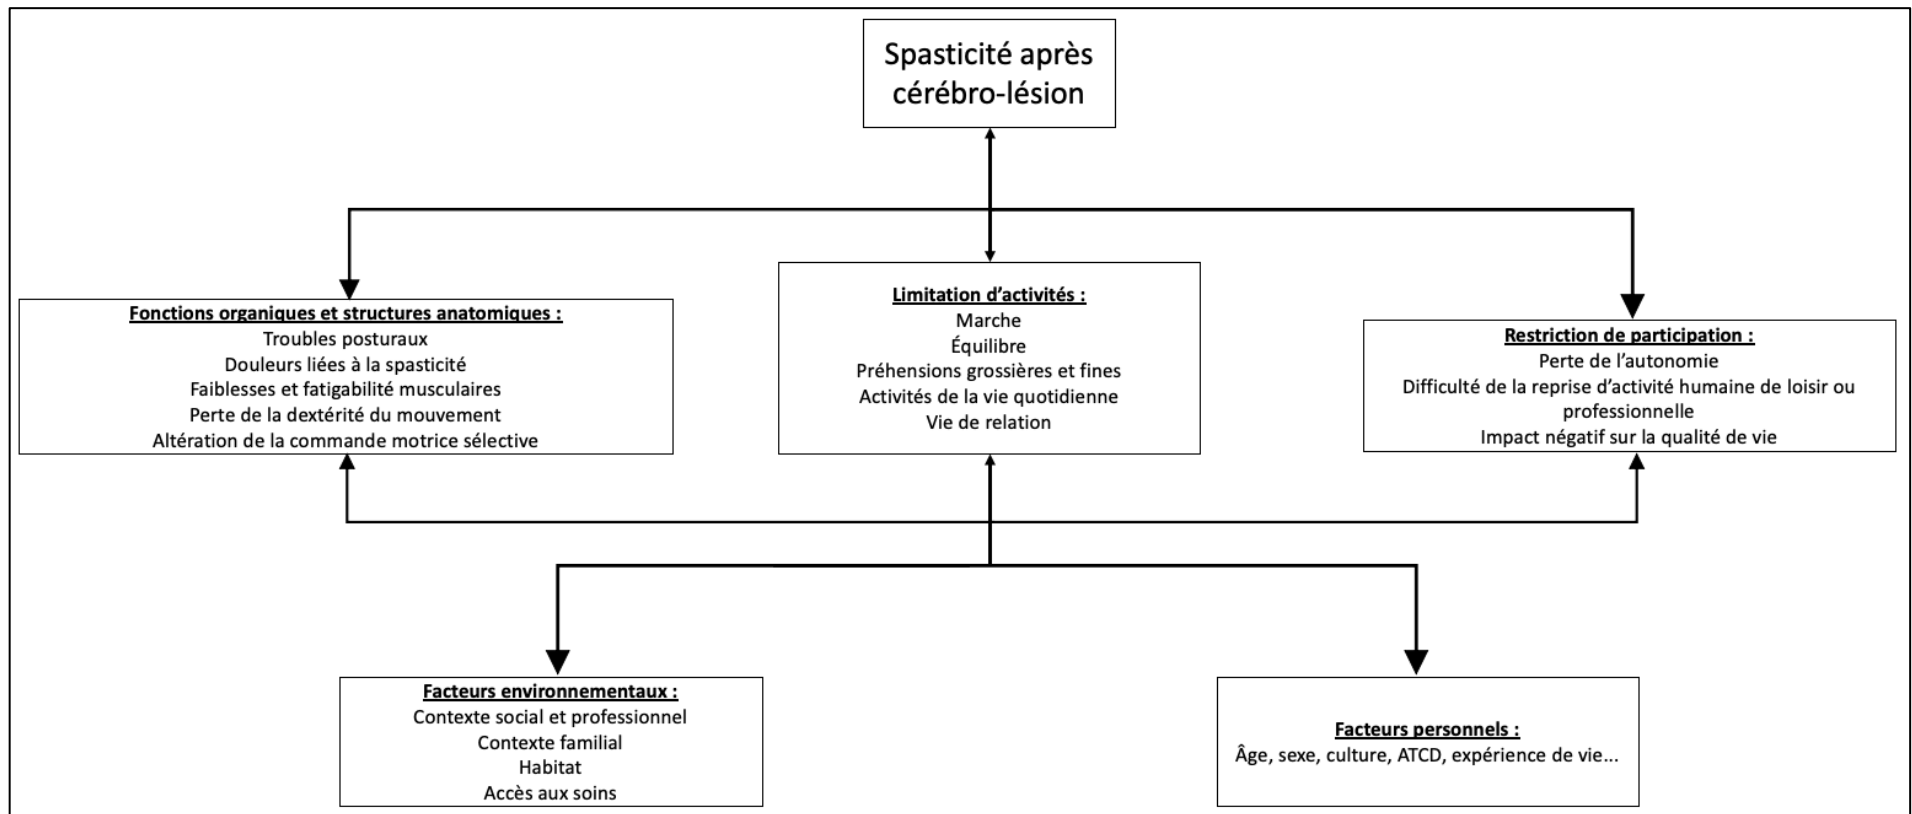 Spasticité après
cérébro-lésion
Fonctions organiques et structures anatomiques :
Troubles posturaux
Douleurs liées à la spasticité
Faiblesses et fatigabilité musculaires
Perte de la dextérité du mouvement
Altération de la commande motrice sélective
Limitation d’activités :
Marche
Équilibre
Préhensions grossières et fines
Activités de la vie quotidienne
Vie de relation
Restriction de participation :
Perte de l’autonomie
Difficulté de la reprise d’activité humaine de loisir ou
professionnelle
Impact négatif sur la qualité de vie
Facteurs environnementaux :
Contexte social et professionnel
Contexte familial
Habitat
Accès aux soins
Facteurs personnels :
Âge, sexe, culture, ATCD, expérience de vie...